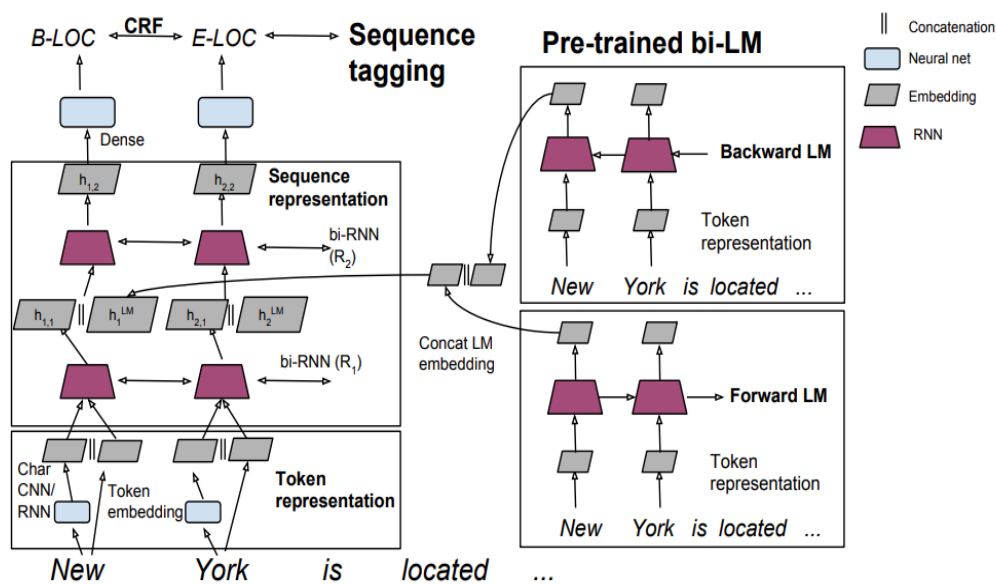 B-LOC
CRF
E-LOC
Sequence
tagging
Dense
h1,2
h2,2
Sequence
representation
bi-RNN
(R2)
h1,1
||
h1LM
h2,1
||
h2LM
bi-RNN (R1)
||
||
Char
CNN/
RNN
Token
embedding
Token
representation
New York is located ...
Pre-trained bi-LM
Backward LM
Token
representation
New York is located ...
||
Concat LM
embedding
Forward LM
Token
representation
New York is located ...
|| Concatenation
Neural net
Embedding
RNN